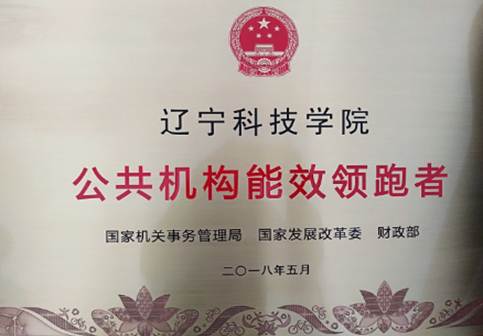 辽宁科技学院
公共机构能效领跑者
国家机关事务管理局 国家发展改革委 财政部
二〇一八年五月